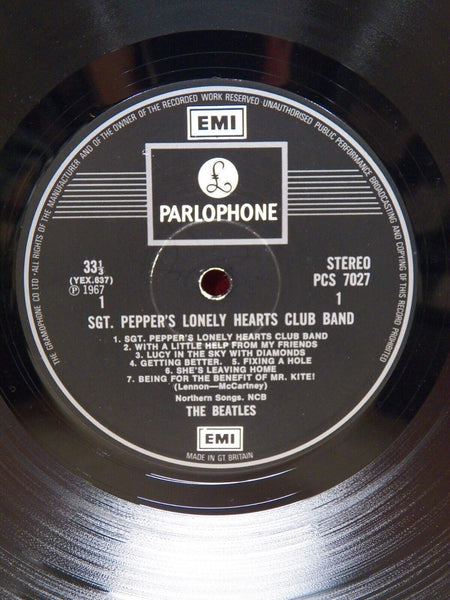 THE GRAMOPHONE CO LTD · ALL RIGHTS OF THE MANUFACTURER AND OF THE OWNER OF THE RECORDED WORK RESERVED UNAUTHORISED PUBLIC PERFORMANCE BROADCASTING AND COPYING OF THIS RECORD PROHIBITED
EMI
£
PARLOPHONE
33⅓
(YEX.637)
Ⓟ 1967
1
STEREO
PCS 7027
1
SGT. PEPPER'S LONELY HEARTS CLUB BAND
1. SGT. PEPPER'S LONELY HEARTS CLUB BAND
2. WITH A LITTLE HELP FROM MY FRIENDS
3. LUCY IN THE SKY WITH DIAMONDS
4. GETTING BETTER. 5. FIXING A HOLE
6. SHE'S LEAVING HOME
7. BEING FOR THE BENEFIT OF MR. KITE!
(Lennon—McCartney)
Northern Songs. NCB
THE BEATLES
EMI
MADE IN GT. BRITAIN